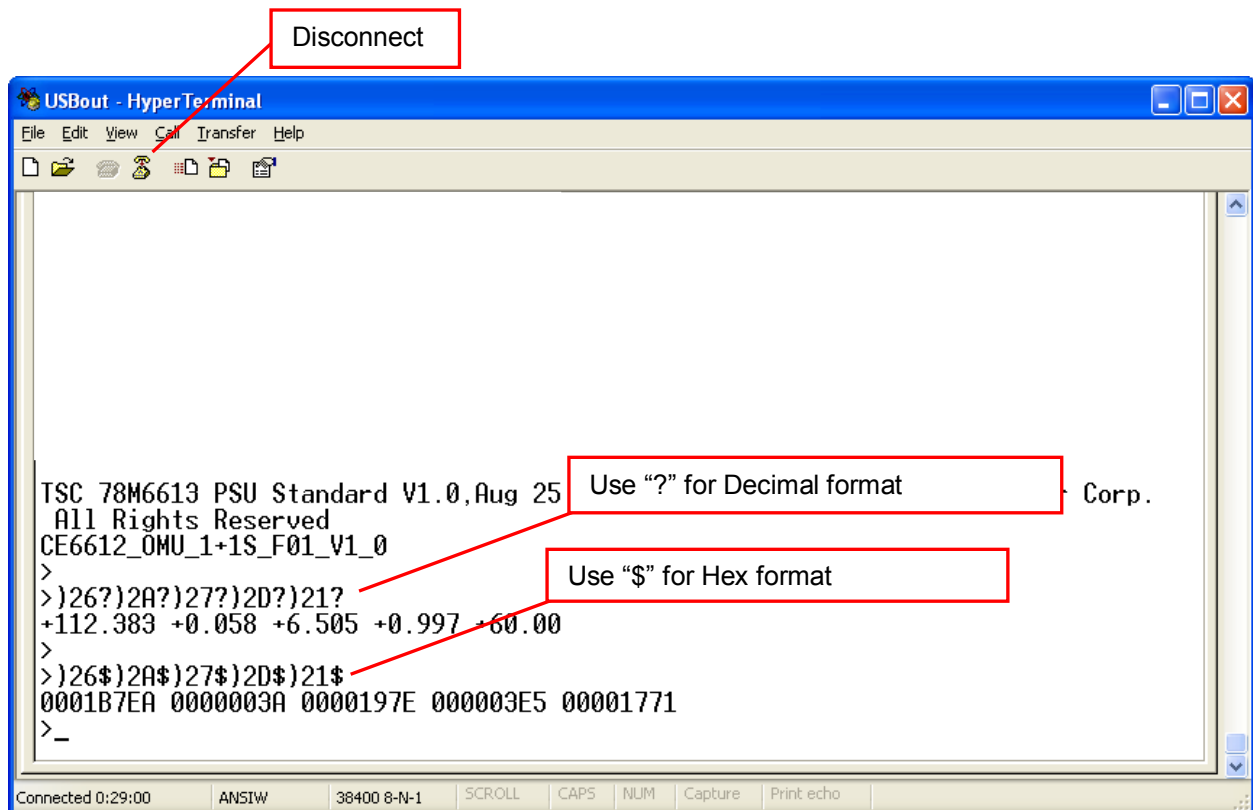 Disconnect
USBout - HyperTerminal
File Edit View Call Transfer Help
TSC 78M6613 PSU Standard V1.0,Aug 25 Corp.
All Rights Reserved
CE6612_OMU_1+1S_F01_V1_0
>
>)26?)2A?)27?)2D?)21?
+112.383 +0.058 +6.505 +0.997 +60.00
>
>)26$)2A$)27$)2D$)21$
0001B7EA 0000003A 0000197E 000003E5 00001771
>_
Use “?” for Decimal format
Use “$” for Hex format
Connected 0:29:00 ANSIW 38400 8-N-1 SCROLL CAPS NUM Capture Print echo